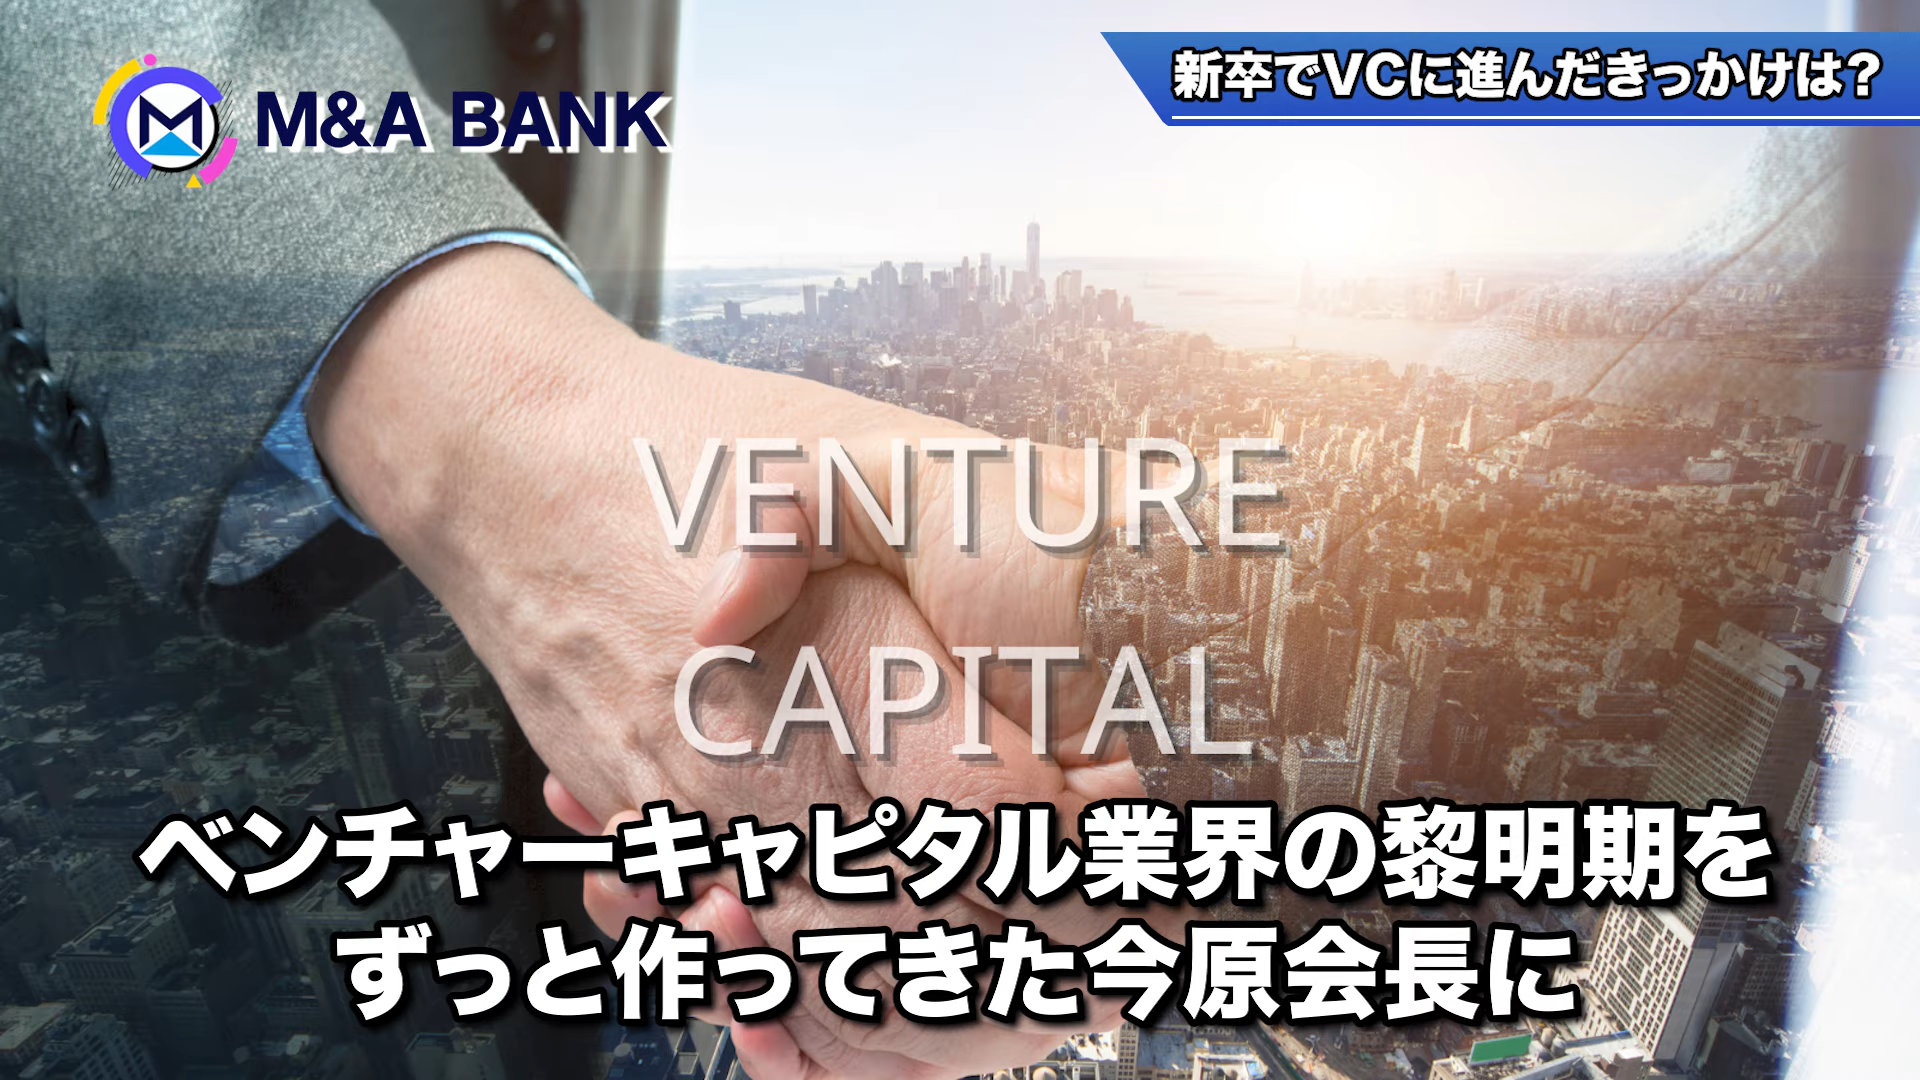 M&A BANK
新卒でVCに進んだきっかけは？
VENTURE
CAPITAL
ベンチャーキャピタル業界の黎明期を
ずっと作ってきた今原会長に